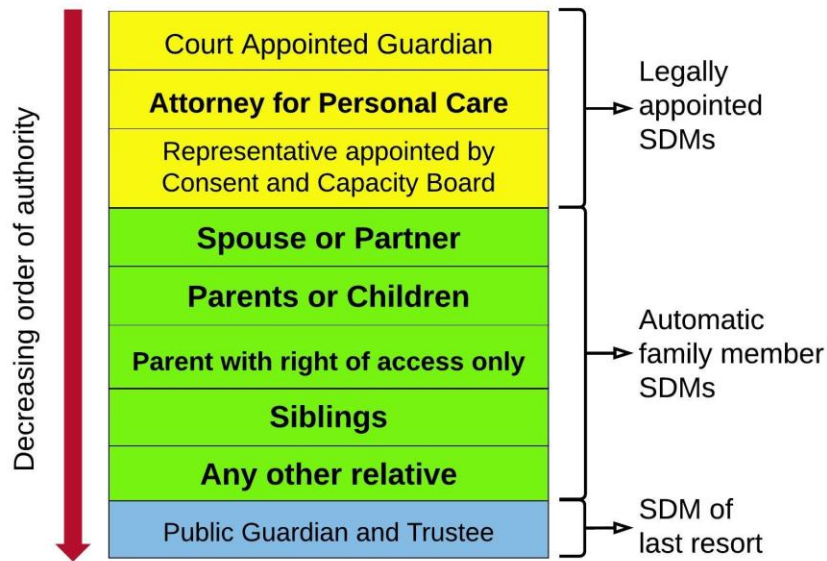 Decreasing order of authority
Court Appointed Guardian
Attorney for Personal Care
Representative appointed by
Consent and Capacity Board
Spouse or Partner
Parents or Children
Parent with right of access only
Siblings
Any other relative
Public Guardian and Trustee
Legally
appointed
SDMs
Automatic
family member
SDMs
SDM of
last resort